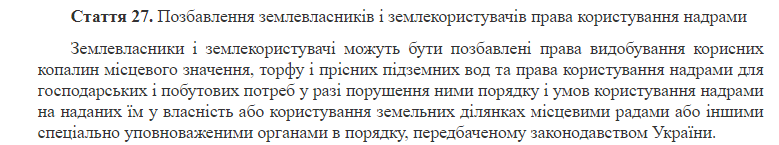 Стаття 27. Позбавлення землевласників і землекористувачів права користування надрами
Землевласники і землекористувачі можуть бути позбавлені права видобування корисних
копалин місцевого значення, торфу і прісних підземних вод та права користування надрами для
господарських і побутових потреб у разі порушення ними порядку і умов користування надрами
на наданих їм у власність або користування земельних ділянках місцевими радами або іншими
спеціально уповноваженими органами в порядку, передбаченому законодавством України.